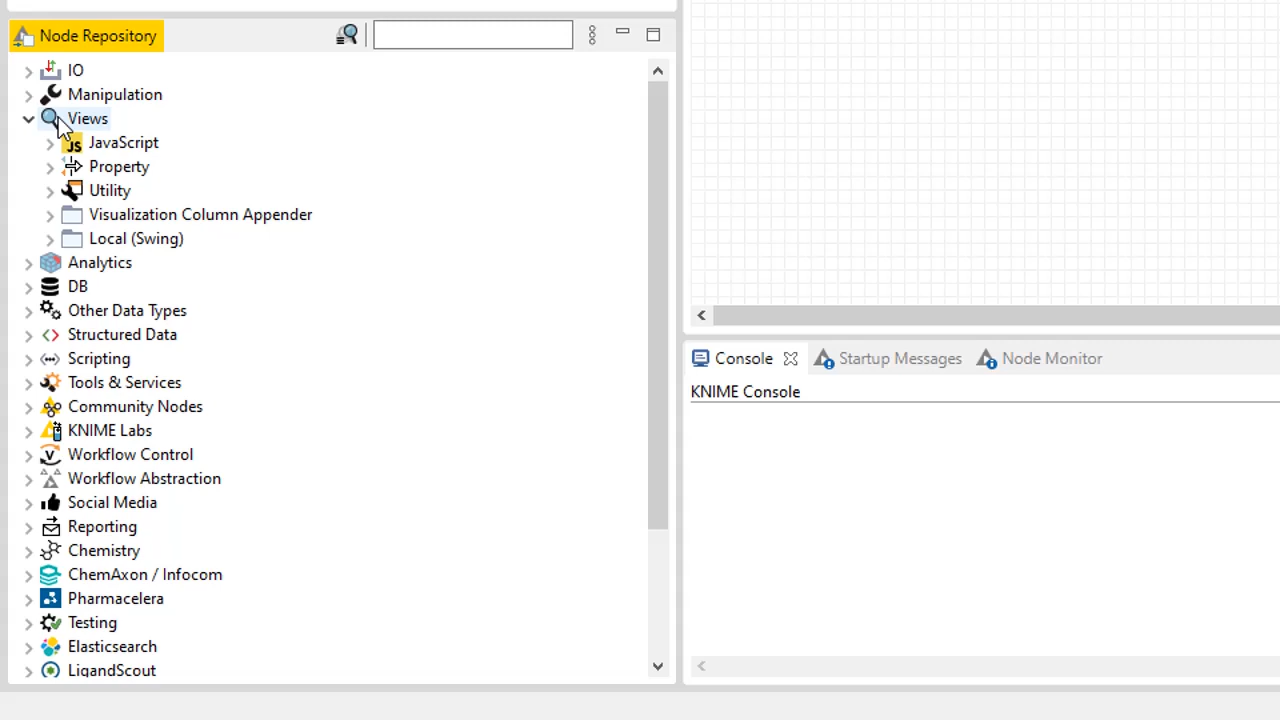 Node Repository
IO
Manipulation
Views
JS JavaScript
Property
Utility
Visualization Column Appender
Local (Swing)
Analytics
DB
Other Data Types
Structured Data
Scripting
Tools & Services
Community Nodes
KNIME Labs
Workflow Control
Workflow Abstraction
Social Media
Reporting
Chemistry
ChemAxon / Infocom
Pharmacelera
Testing
Elasticsearch
LigandScout
Console Startup Messages Node Monitor
KNIME Console